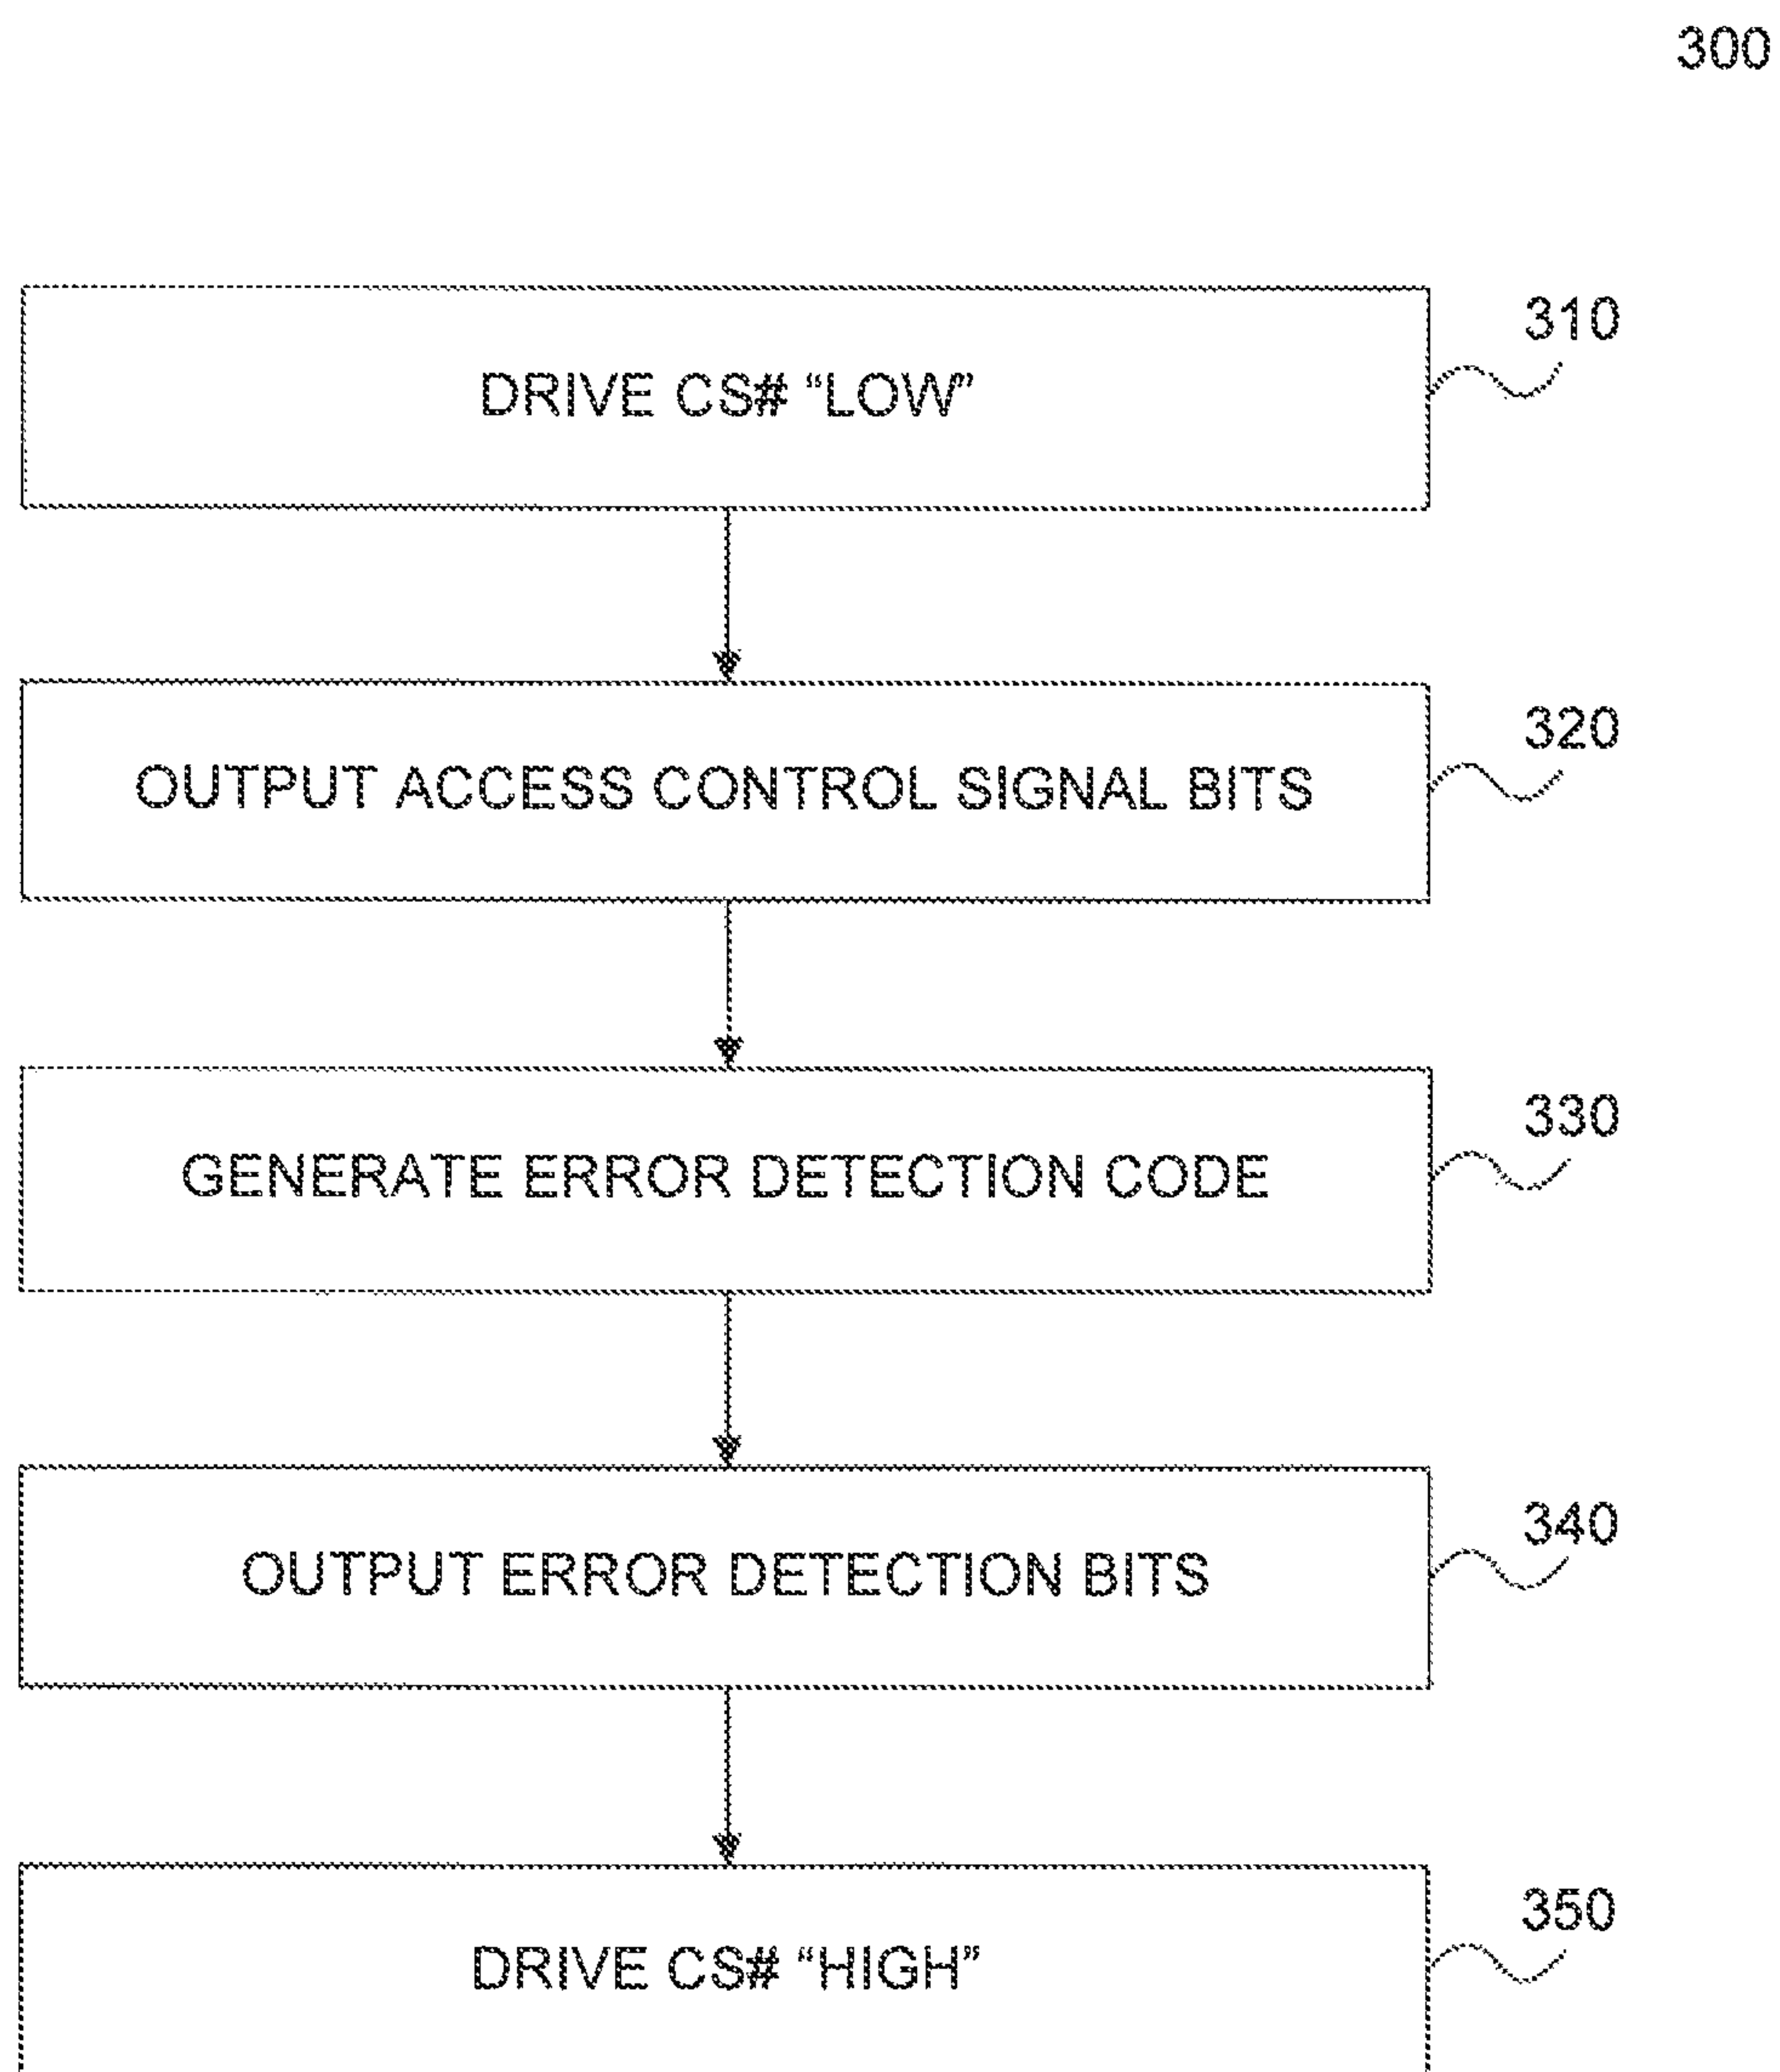 300
310
DRIVE CS# “LOW”
320
OUTPUT ACCESS CONTROL SIGNAL BITS
330
GENERATE ERROR DETECTION CODE
340
OUTPUT ERROR DETECTION BITS
350
DRIVE CS# “HIGH”